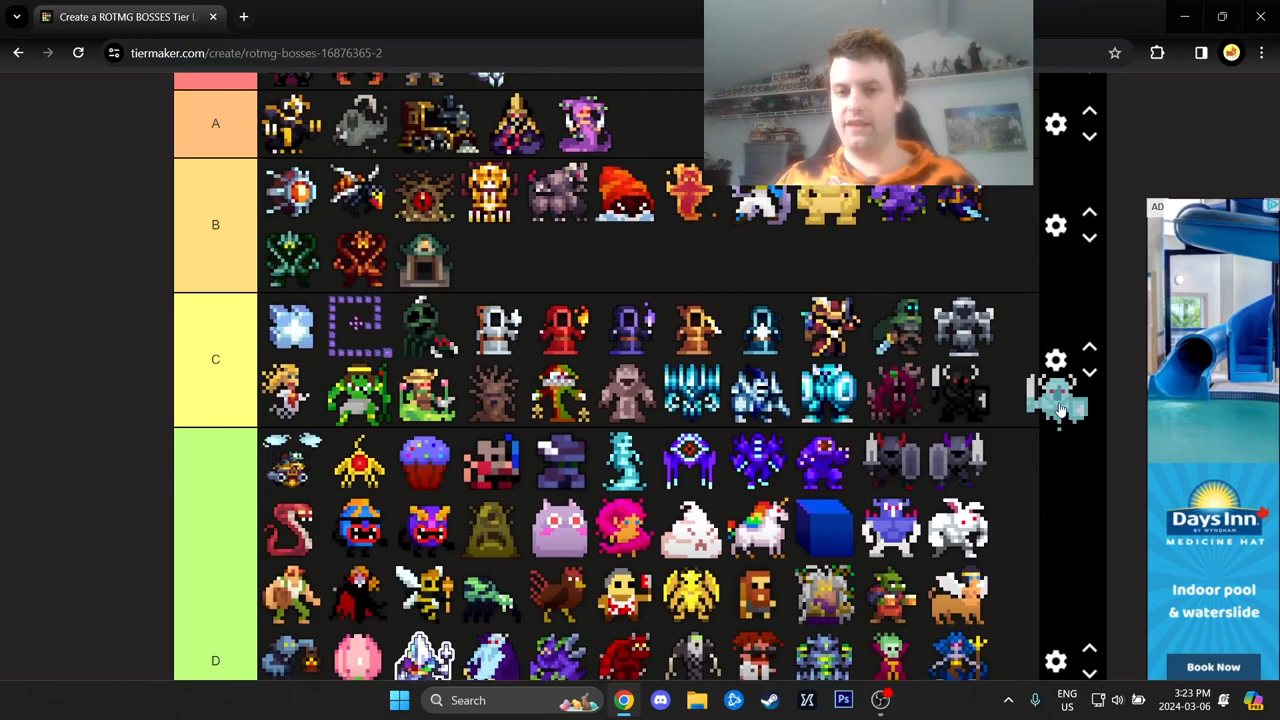 Create a ROTMG BOSSES Tier Li
tiermaker.com/create/rotmg-bosses-16876365-2
A
B
C
D
AD
Days Inn
BY WYNDHAM
MEDICINE HAT
Indoor pool
& waterslide
Book Now
Search
ENG
US
3:23 PM
2024-03-06